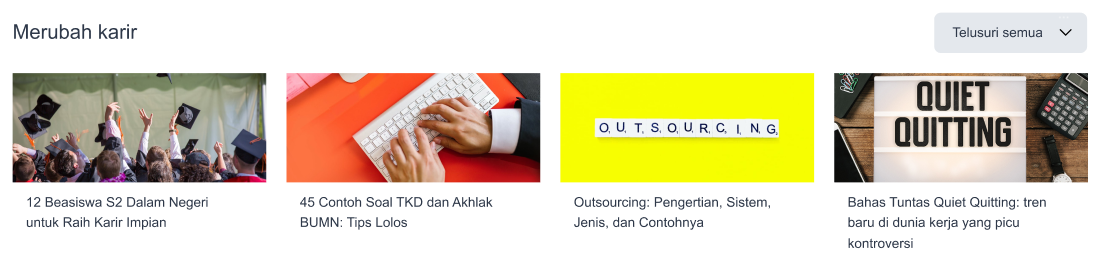 Merubah karir
Telusuri semua
OUTSOURCING
QUIET
QUITTING
12 Beasiswa S2 Dalam Negeri
untuk Raih Karir Impian
45 Contoh Soal TKD dan Akhlak
BUMN: Tips Lolos
Outsourcing: Pengertian, Sistem,
Jenis, dan Contohnya
Bahas Tuntas Quiet Quitting: tren
baru di dunia kerja yang picu
kontroversi